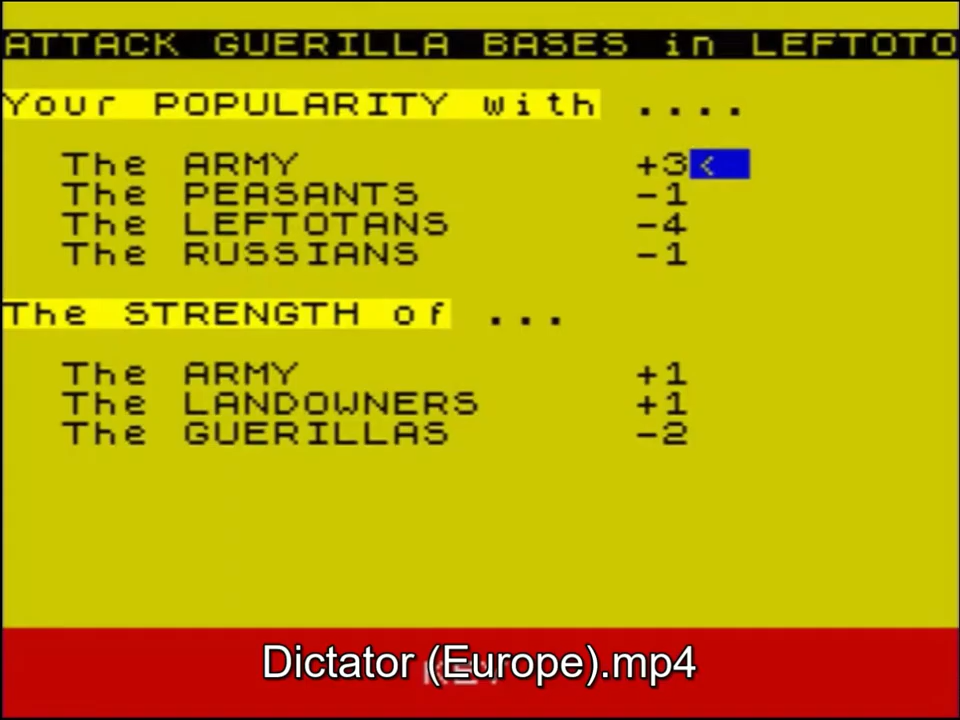 ATTACK GUERILLA BASES in LEFTOTO
Your POPULARITY with ....
The ARMY +3<
The PEASANTS -1
The LEFTOTANS -4
The RUSSIANS -1
The STRENGTH of ...
The ARMY +1
The LANDOWNERS +1
The GUERILLAS -2
Dictator (Europe).mp4